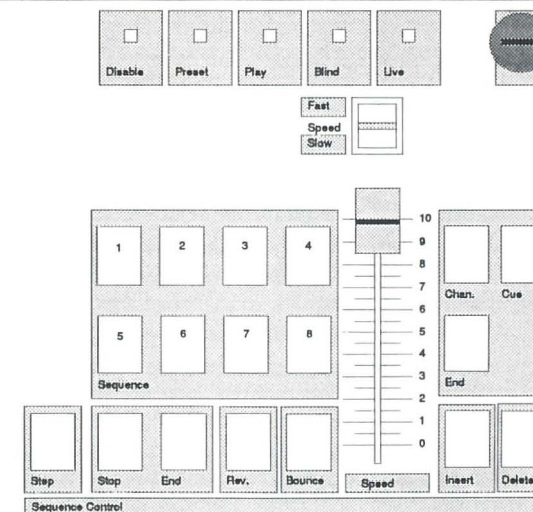 Disable Preset Play Blind Live
Fast
Speed
Slow
1 2 3 4
5 6 7 8
Sequence
10
9
8
7
6
5
4
3
2
1
0
Chan. Cue
End
Step Stop End Rev. Bounce Speed Insert Delete
Sequence Control